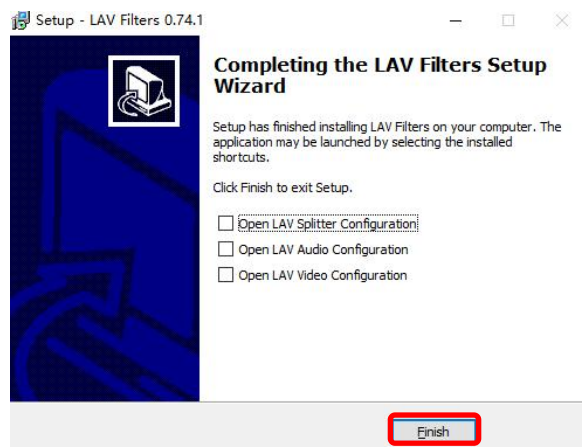 Setup - LAV Filters 0.74.1
Completing the LAV Filters Setup
Wizard
Setup has finished installing LAV Filters on your computer. The
application may be launched by selecting the installed
shortcuts.
Click Finish to exit Setup.
Open LAV Splitter Configuration
Open LAV Audio Configuration
Open LAV Video Configuration
Finish